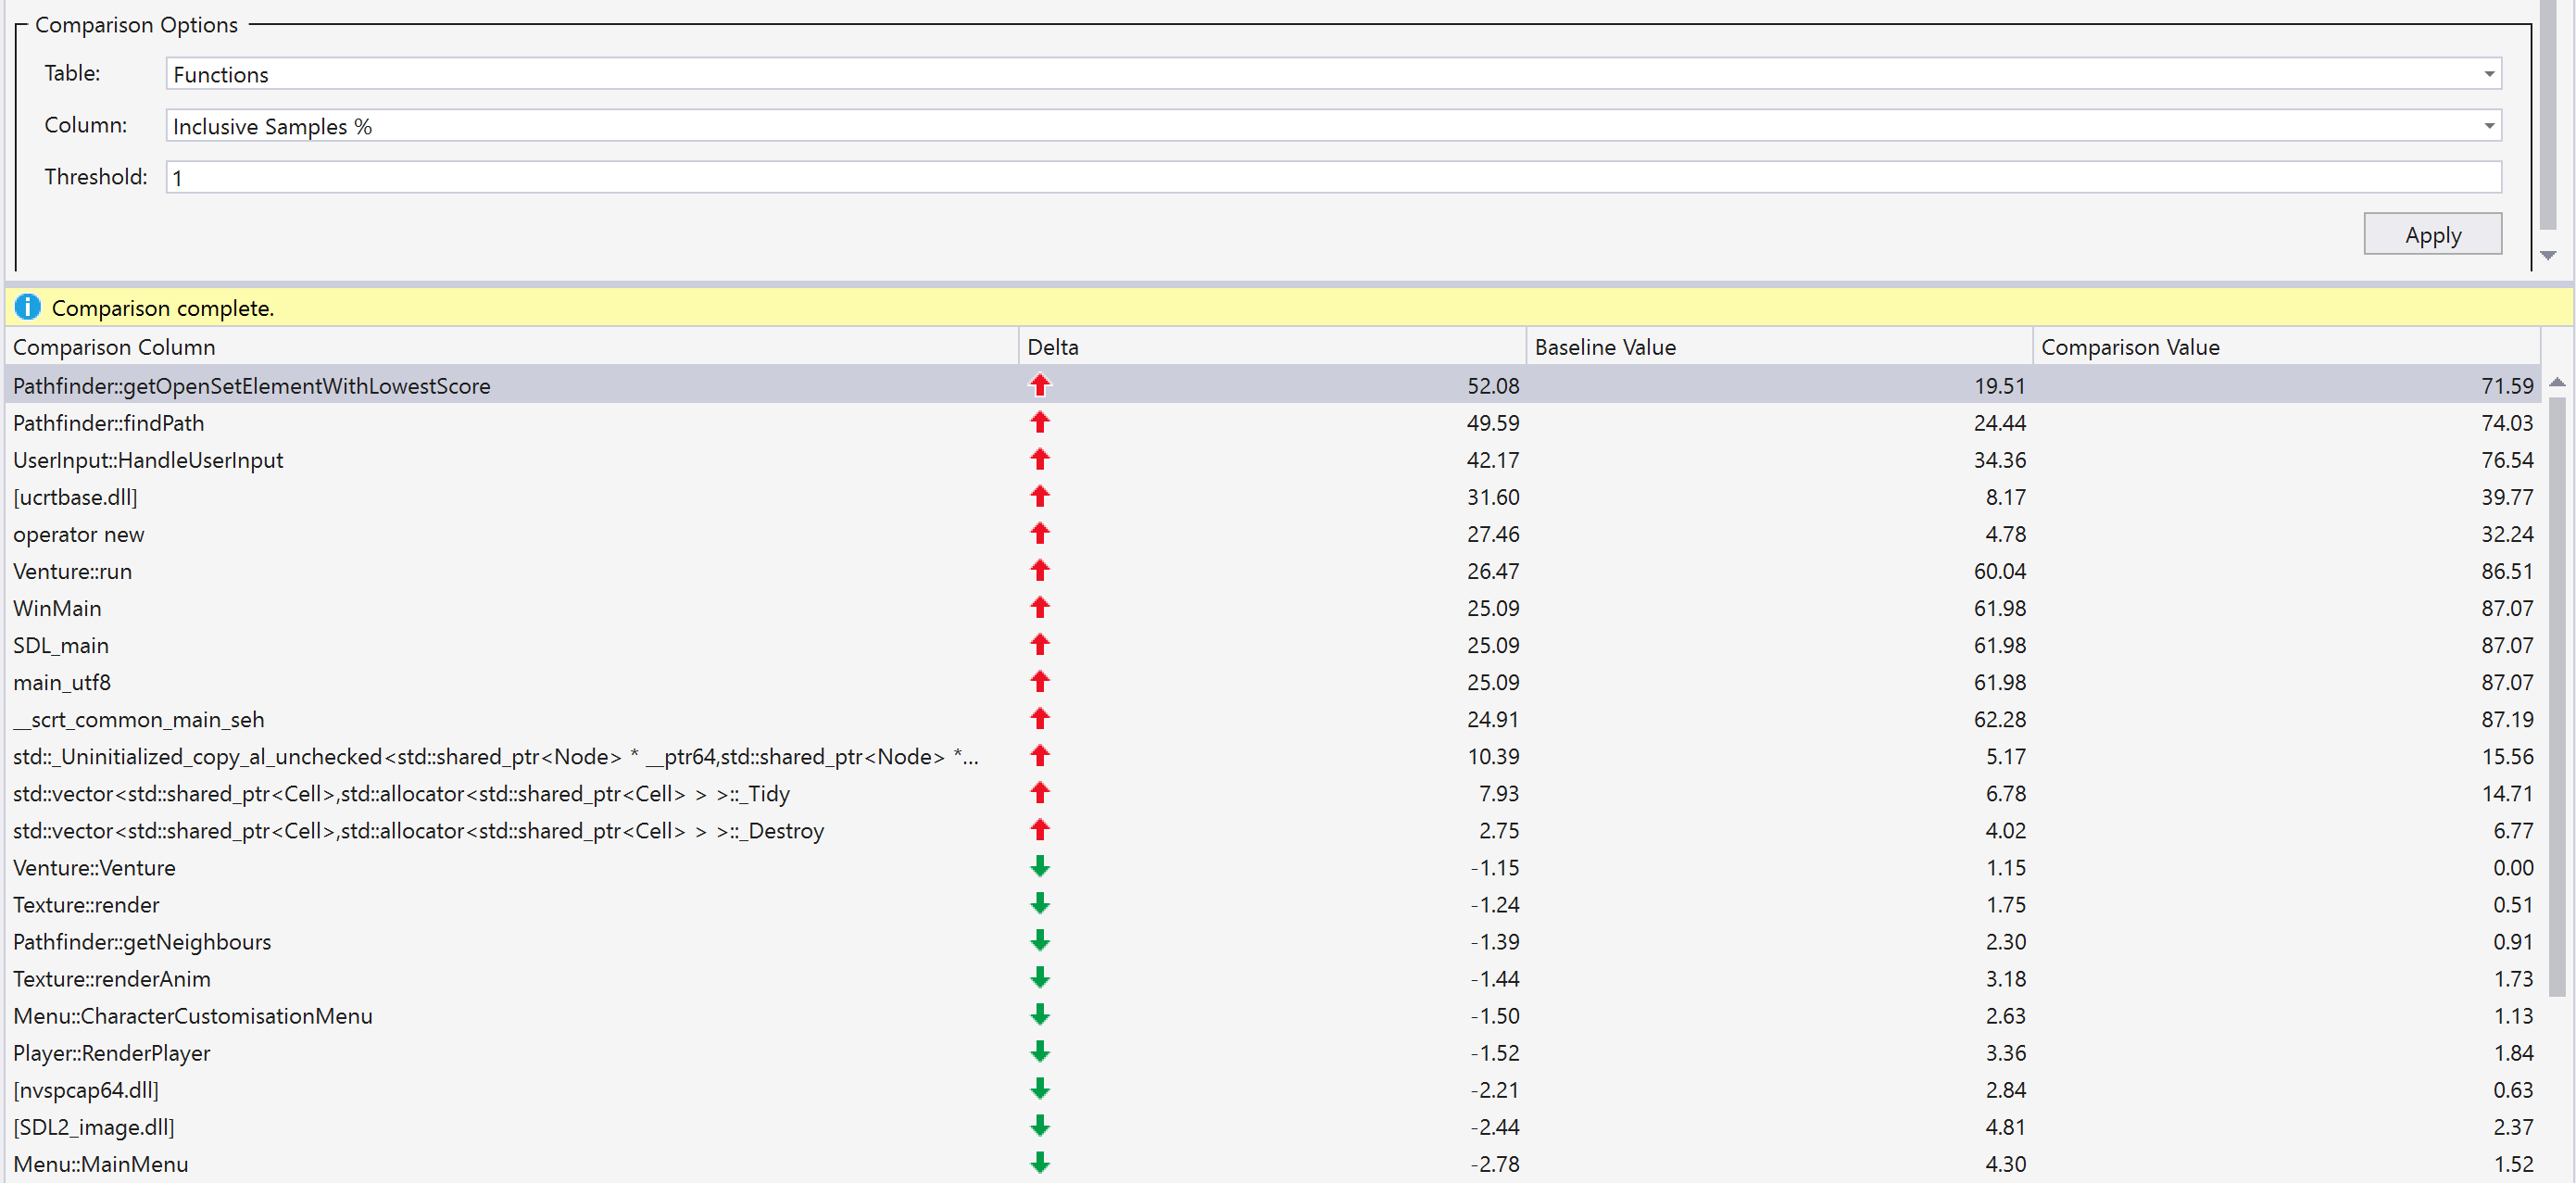 Comparison Options
Table: Functions
Column: Inclusive Samples %
Threshold: 1
Apply
Comparison complete.
Comparison Column Delta Baseline Value Comparison Value
Pathfinder::getOpenSetElementWithLowestScore 52.08 19.51 71.59
Pathfinder::findPath 49.59 24.44 74.03
UserInput::HandleUserInput 42.17 34.36 76.54
[ucrtbase.dll] 31.60 8.17 39.77
operator new 27.46 4.78 32.24
Venture::run 26.47 60.04 86.51
WinMain 25.09 61.98 87.07
SDL_main 25.09 61.98 87.07
main_utf8 25.09 61.98 87.07
__scrt_common_main_seh 24.91 62.28 87.19
std::_Uninitialized_copy_al_unchecked<std::shared_ptr<Node> * __ptr64,std::shared_ptr<Node> *... 10.39 5.17 15.56
std::vector<std::shared_ptr<Cell>,std::allocator<std::shared_ptr<Cell> > >::_Tidy 7.93 6.78 14.71
std::vector<std::shared_ptr<Cell>,std::allocator<std::shared_ptr<Cell> > >::_Destroy 2.75 4.02 6.77
Venture::Venture -1.15 1.15 0.00
Texture::render -1.24 1.75 0.51
Pathfinder::getNeighbours -1.39 2.30 0.91
Texture::renderAnim -1.44 3.18 1.73
Menu::CharacterCustomisationMenu -1.50 2.63 1.13
Player::RenderPlayer -1.52 3.36 1.84
[nvspcap64.dll] -2.21 2.84 0.63
[SDL2_image.dll] -2.44 4.81 2.37
Menu::MainMenu -2.78 4.30 1.52